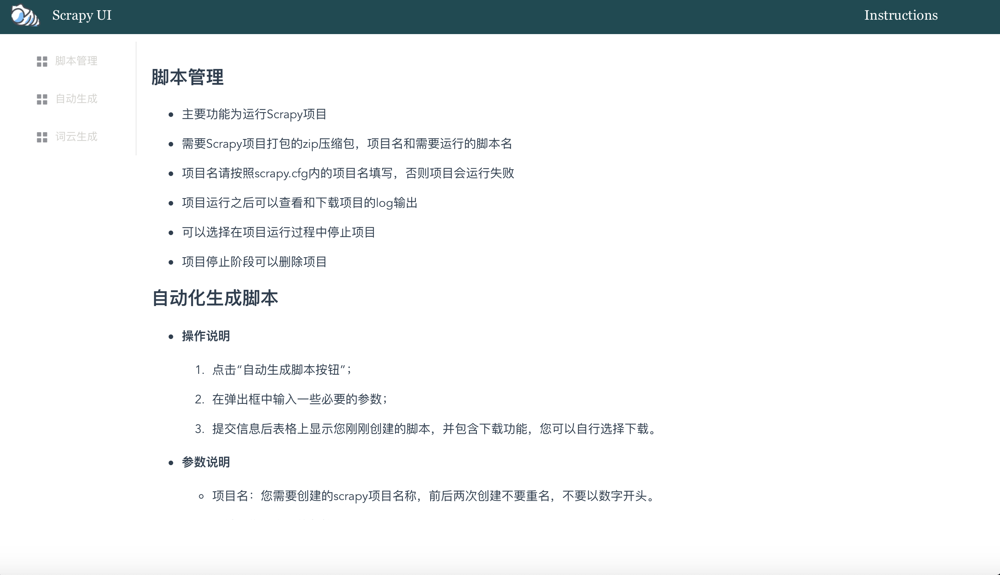 Scrapy UI
Instructions
脚本管理
自动生成
词云生成
脚本管理
主要功能为运行Scrapy项目
需要Scrapy项目打包的zip压缩包，项目名和需要运行的脚本名
项目名请按照scrapy.cfg内的项目名填写，否则项目会运行失败
项目运行之后可以查看和下载项目的log输出
可以选择在项目运行过程中停止项目
项目停止阶段可以删除项目
自动化生成脚本
操作说明
1. 点击“自动生成脚本按钮”；
2. 在弹出框中输入一些必要的参数；
3. 提交信息后表格上显示您刚刚创建的脚本，并包含下载功能，您可以自行选择下载。
参数说明
项目名：您需要创建的scrapy项目名称，前后两次创建不要重名，不要以数字开头。